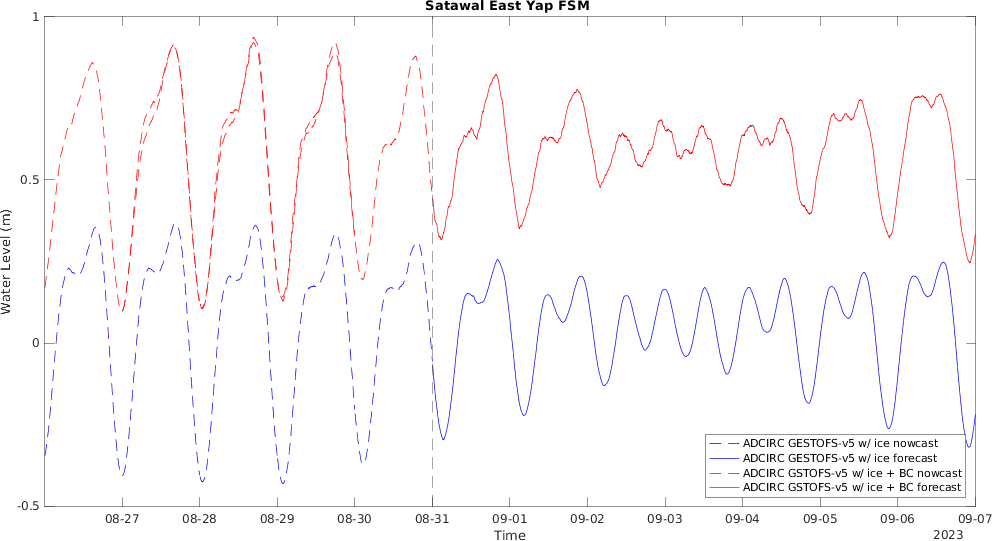 Satawal East Yap FSM
1
0.5
0
-0.5
Water Level (m)
ADCIRC GESTOFS-v5 w/ ice nowcast
ADCIRC GESTOFS-v5 w/ ice forecast
ADCIRC GSTOFS-v5 w/ ice + BC nowcast
ADCIRC GSTOFS-v5 w/ ice + BC forecast
08-27 08-28 08-29 08-30 08-31 09-01 09-02 09-03 09-04 09-05 09-06 09-07
Time
2023